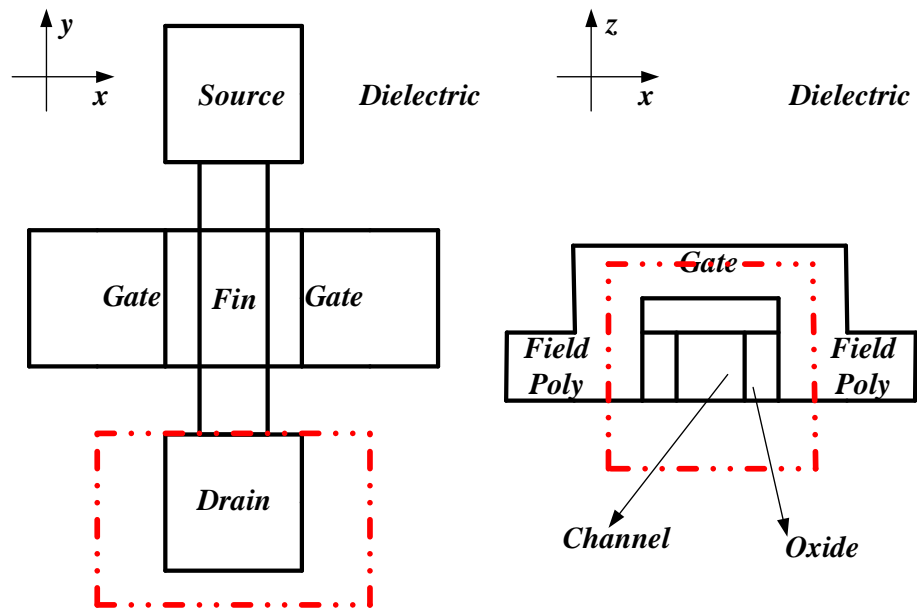 y
x
Source
Dielectric
Gate
Fin
Gate
Drain
z
x
Dielectric
Gate
Field
Poly
Field
Poly
Channel
Oxide